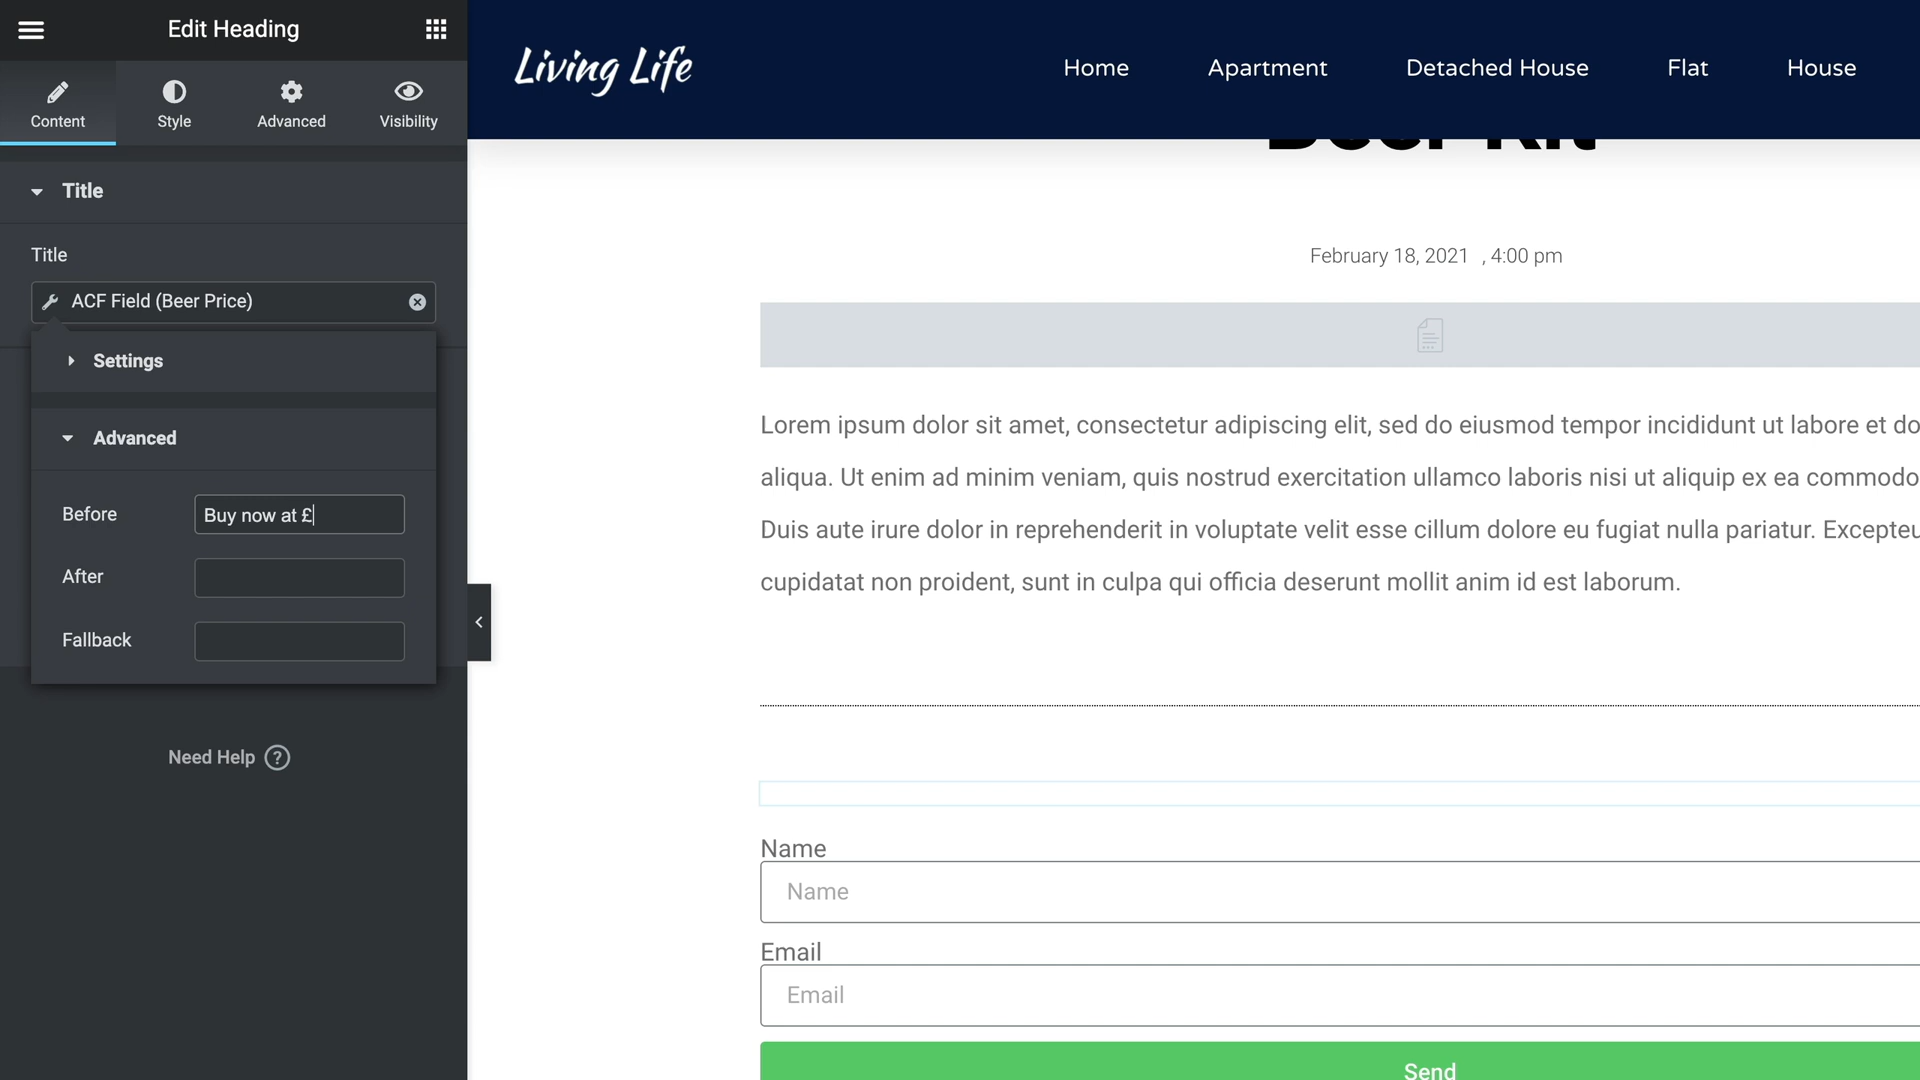 Edit Heading
Content
Style
Advanced
Visibility
Title
Title
ACF Field (Beer Price)
Settings
Advanced
Before
Buy now at £
After
Fallback
Need Help ?
Living Life
Home
Apartment
Detached House
Flat
House
Beer Kit
February 18, 2021 , 4:00 pm
Lorem ipsum dolor sit amet, consectetur adipiscing elit, sed do eiusmod tempor incididunt ut labore et do
aliqua. Ut enim ad minim veniam, quis nostrud exercitation ullamco laboris nisi ut aliquip ex ea commodo
Duis aute irure dolor in reprehenderit in voluptate velit esse cillum dolore eu fugiat nulla pariatur. Excepteu
cupidatat non proident, sunt in culpa qui officia deserunt mollit anim id est laborum.
Name
Name
Email
Email
Send